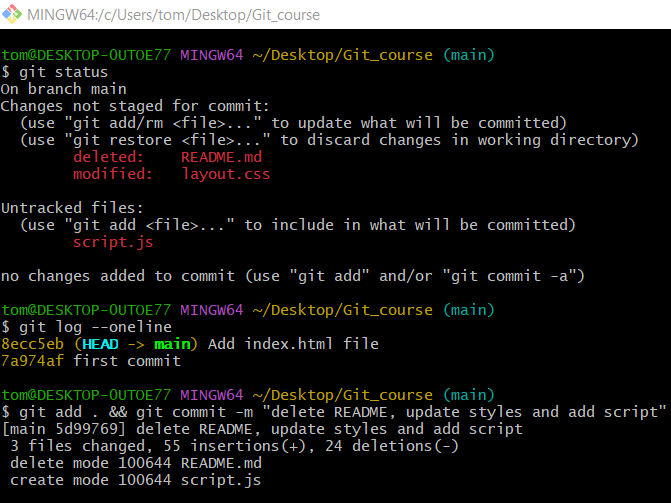 MINGW64:/c/Users/tom/Desktop/Git_course
tom@DESKTOP-OUTOE77 MINGW64 ~/Desktop/Git_course (main)
$ git status
On branch main
Changes not staged for commit:
  (use "git add/rm <file>..." to update what will be committed)
  (use "git restore <file>..." to discard changes in working directory)
        deleted:    README.md
        modified:   layout.css
Untracked files:
  (use "git add <file>..." to include in what will be committed)
        script.js
no changes added to commit (use "git add" and/or "git commit -a")
tom@DESKTOP-OUTOE77 MINGW64 ~/Desktop/Git_course (main)
$ git log --oneline
8ecc5eb (HEAD -> main) Add index.html file
7a974af first commit
tom@DESKTOP-OUTOE77 MINGW64 ~/Desktop/Git_course (main)
$ git add . && git commit -m "delete README, update styles and add script"
[main 5d99769] delete README, update styles and add script
 3 files changed, 55 insertions(+), 24 deletions(-)
 delete mode 100644 README.md
 create mode 100644 script.js